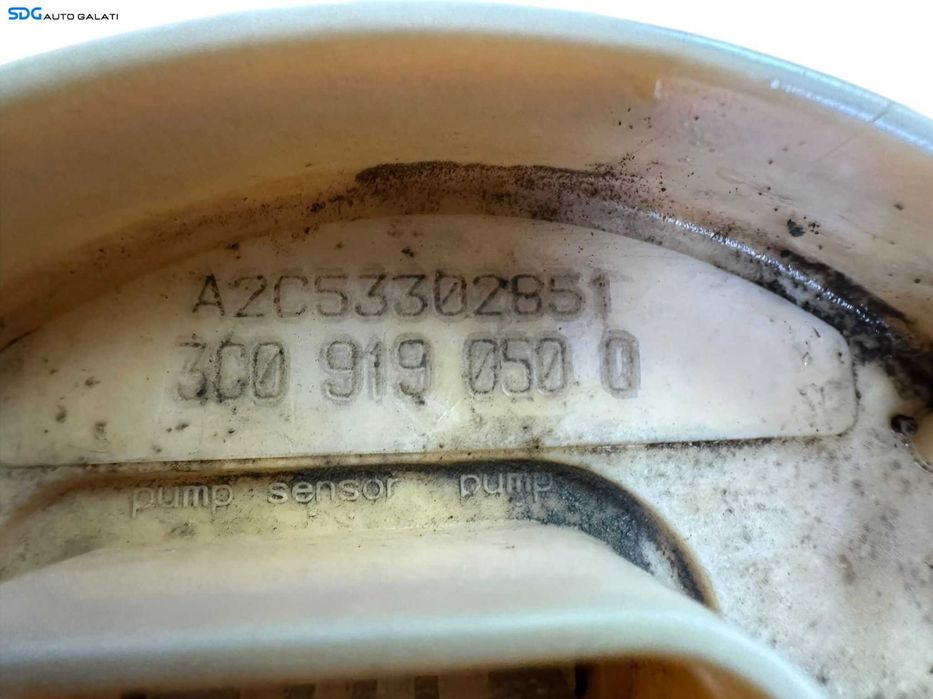 SDG AUTO GALATI
A2C53302851
3C0 919 050 Q
pump sensor pump